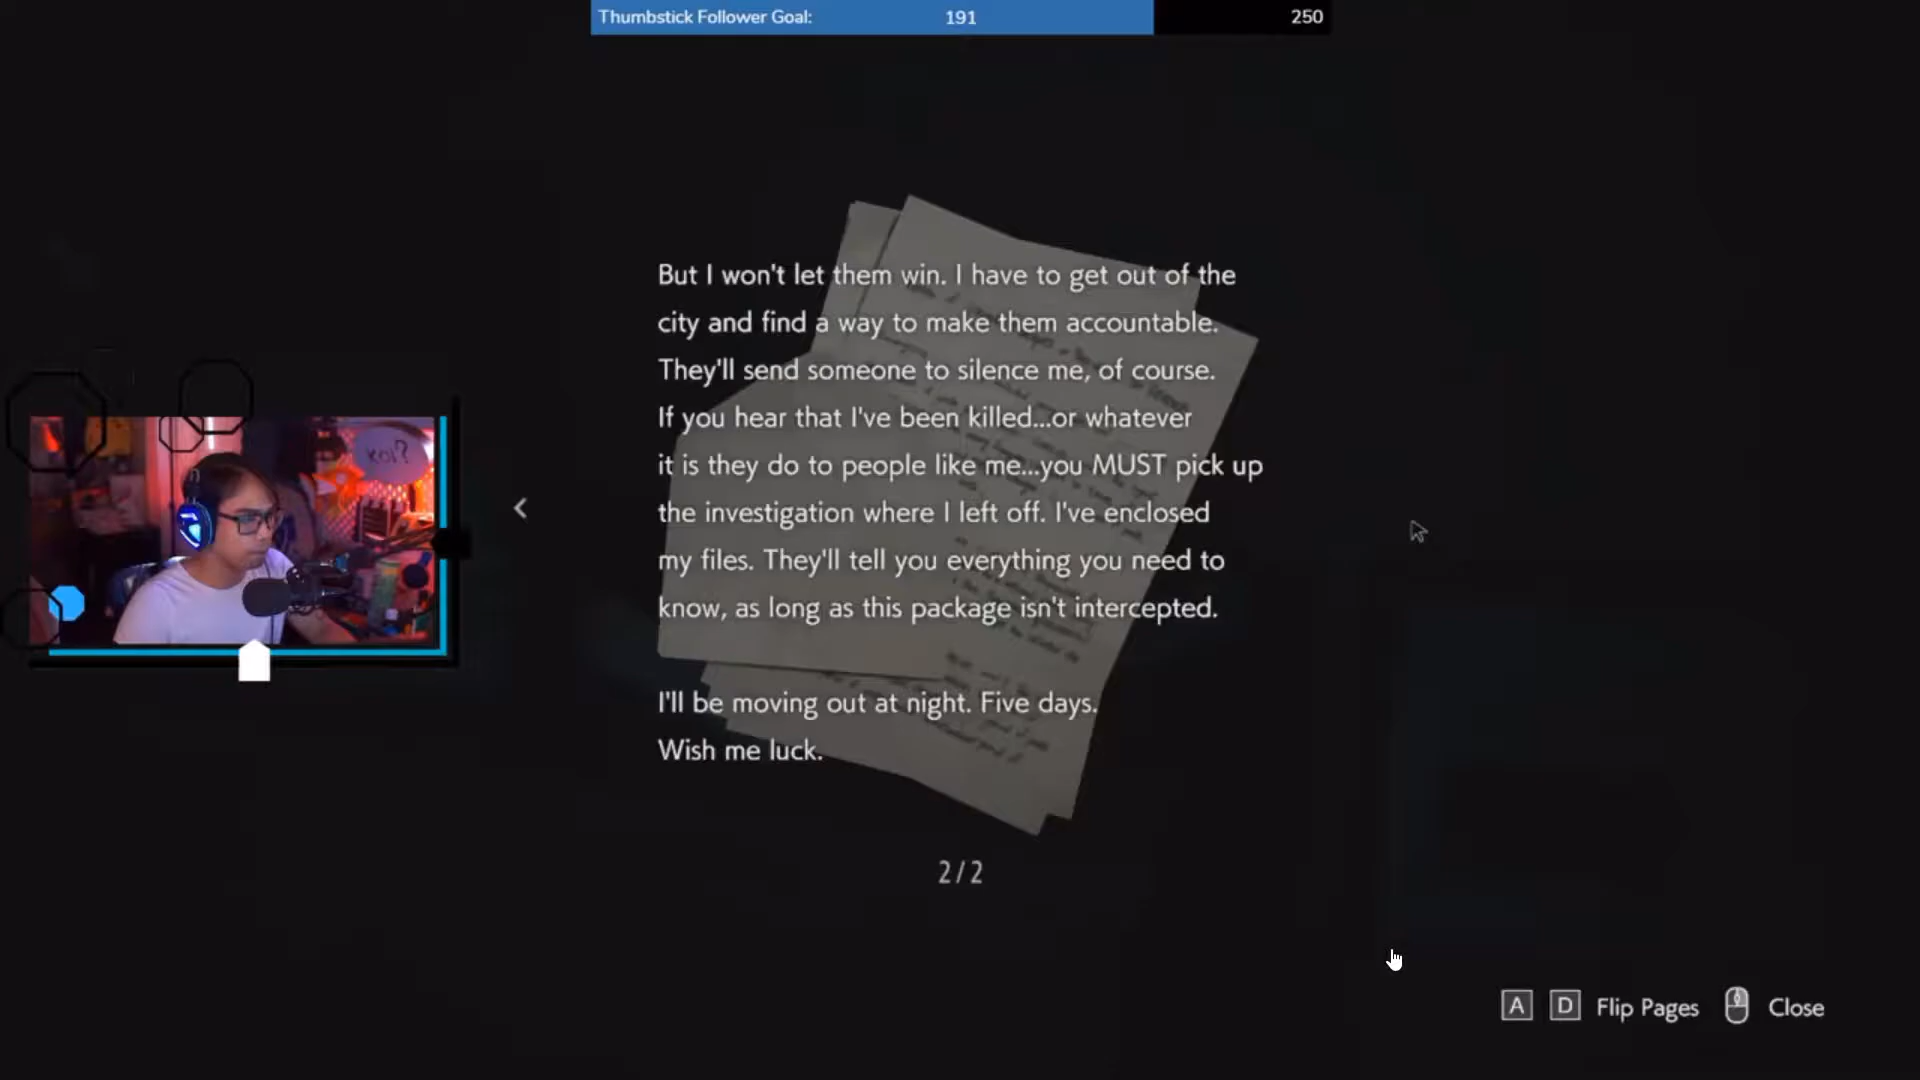 Thumbstick Follower Goal: 191 250
But I won't let them win. I have to get out of the
city and find a way to make them accountable.
They'll send someone to silence me, of course.
If you hear that I've been killed...or whatever
it is they do to people like me...you MUST pick up
the investigation where I left off. I've enclosed
my files. They'll tell you everything you need to
know, as long as this package isn't intercepted.
I'll be moving out at night. Five days.
Wish me luck.
2/2
A D Flip Pages Close